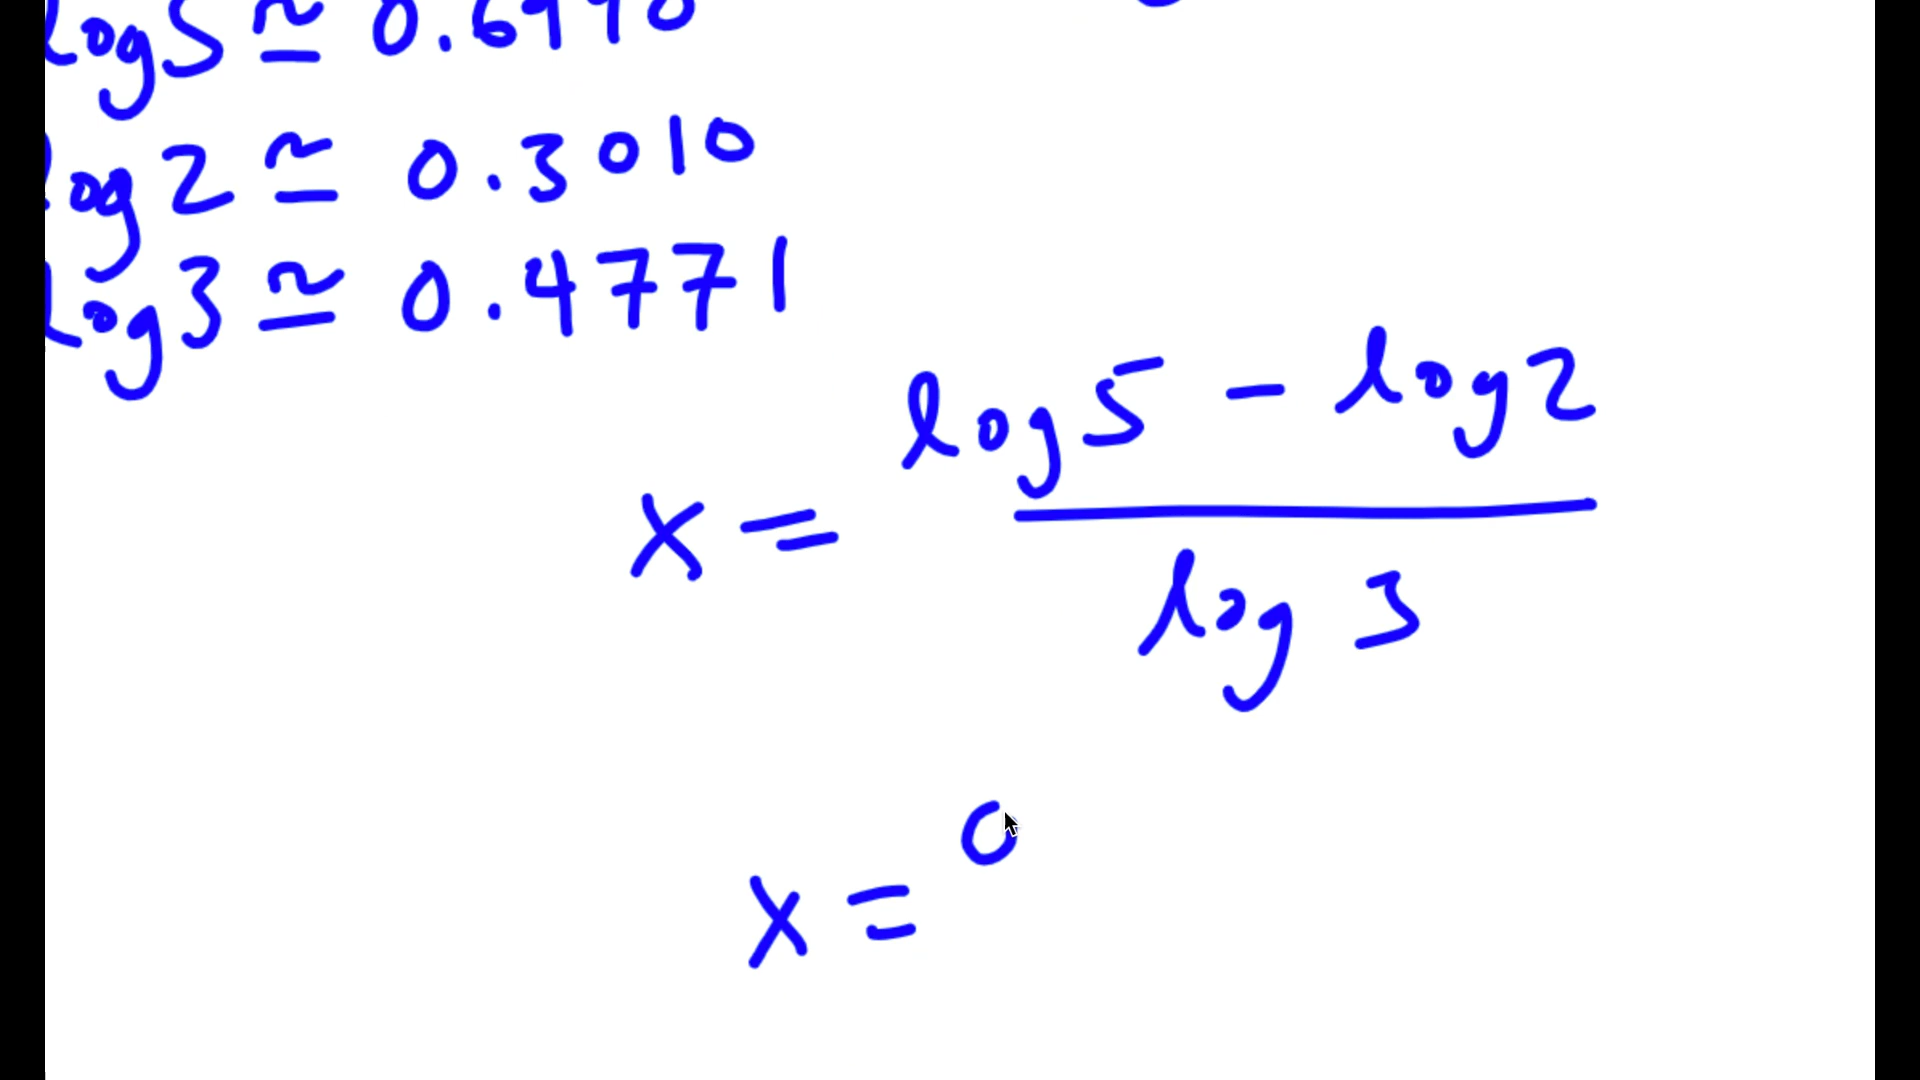 log5 ≃ 0.6990
log2 ≃ 0.3010
log3 ≃ 0.4771
log5 - log2
x =
log 3
x = 0